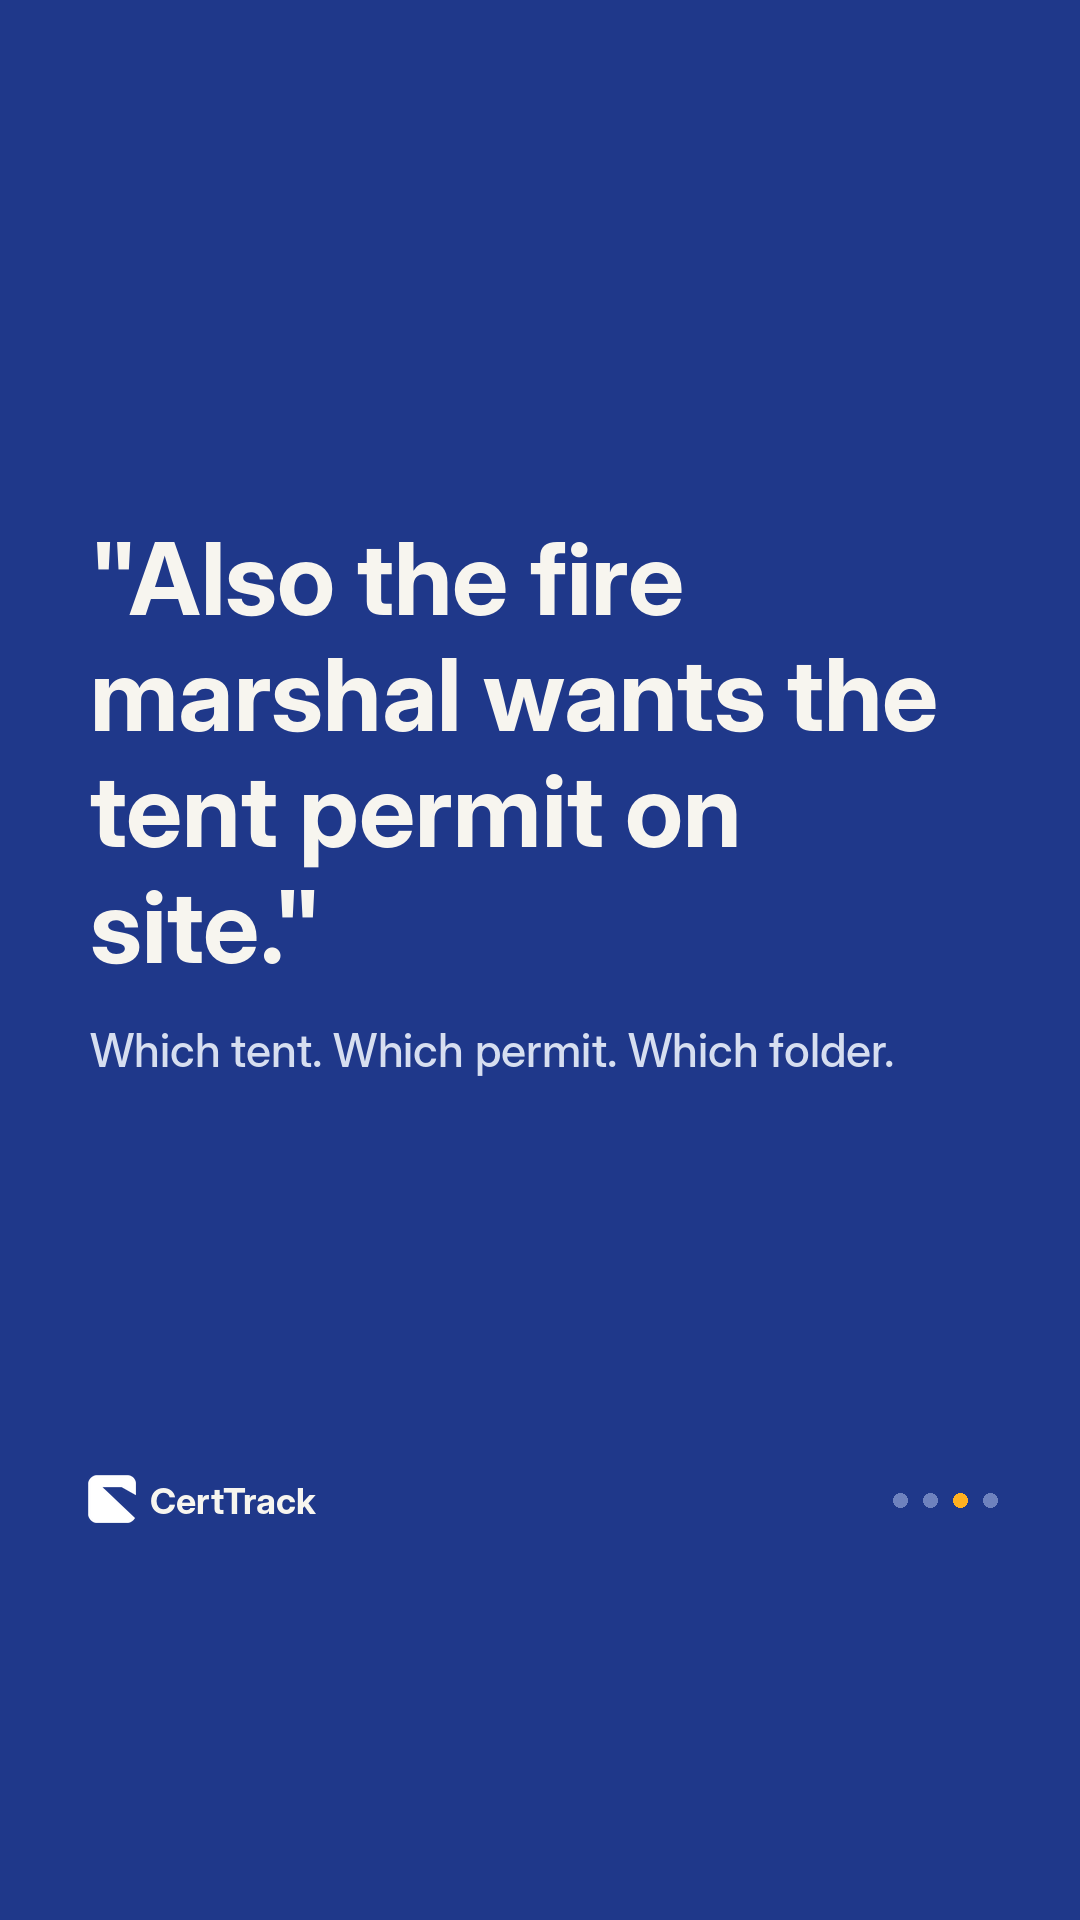 "Also the fire
marshal wants the
tent permit on
site."
Which tent. Which permit. Which folder.
CertTrack